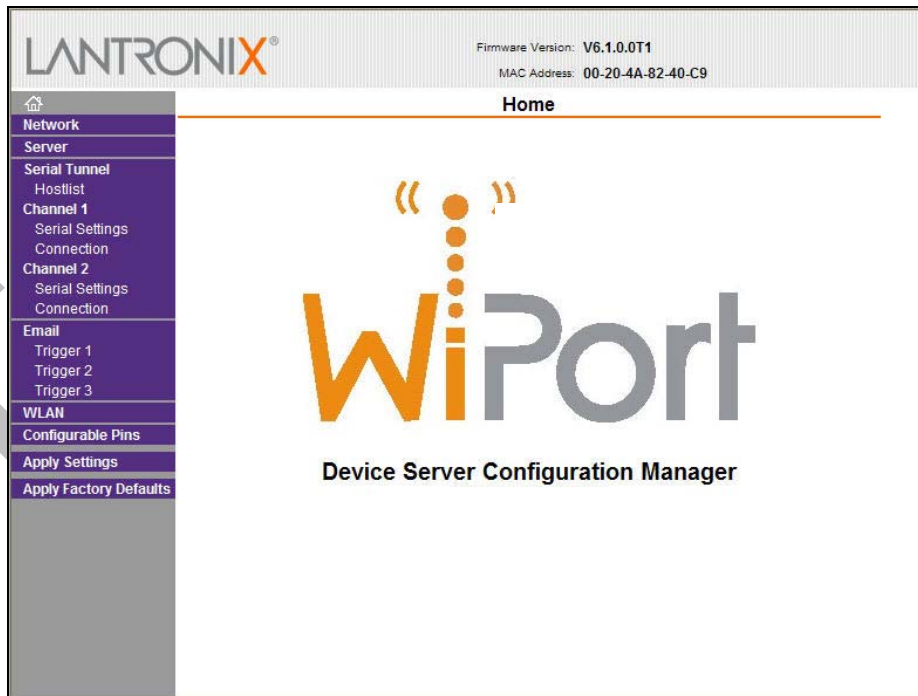 LANTRONIX®
Firmware Version: V6.1.0.0T1
MAC Address: 00-20-4A-82-40-C9
Home
Network
Server
Serial Tunnel
Hostlist
Channel 1
Serial Settings
Connection
Channel 2
Serial Settings
Connection
Email
Trigger 1
Trigger 2
Trigger 3
WLAN
Configurable Pins
Apply Settings
Apply Factory Defaults
WiPort
Device Server Configuration Manager